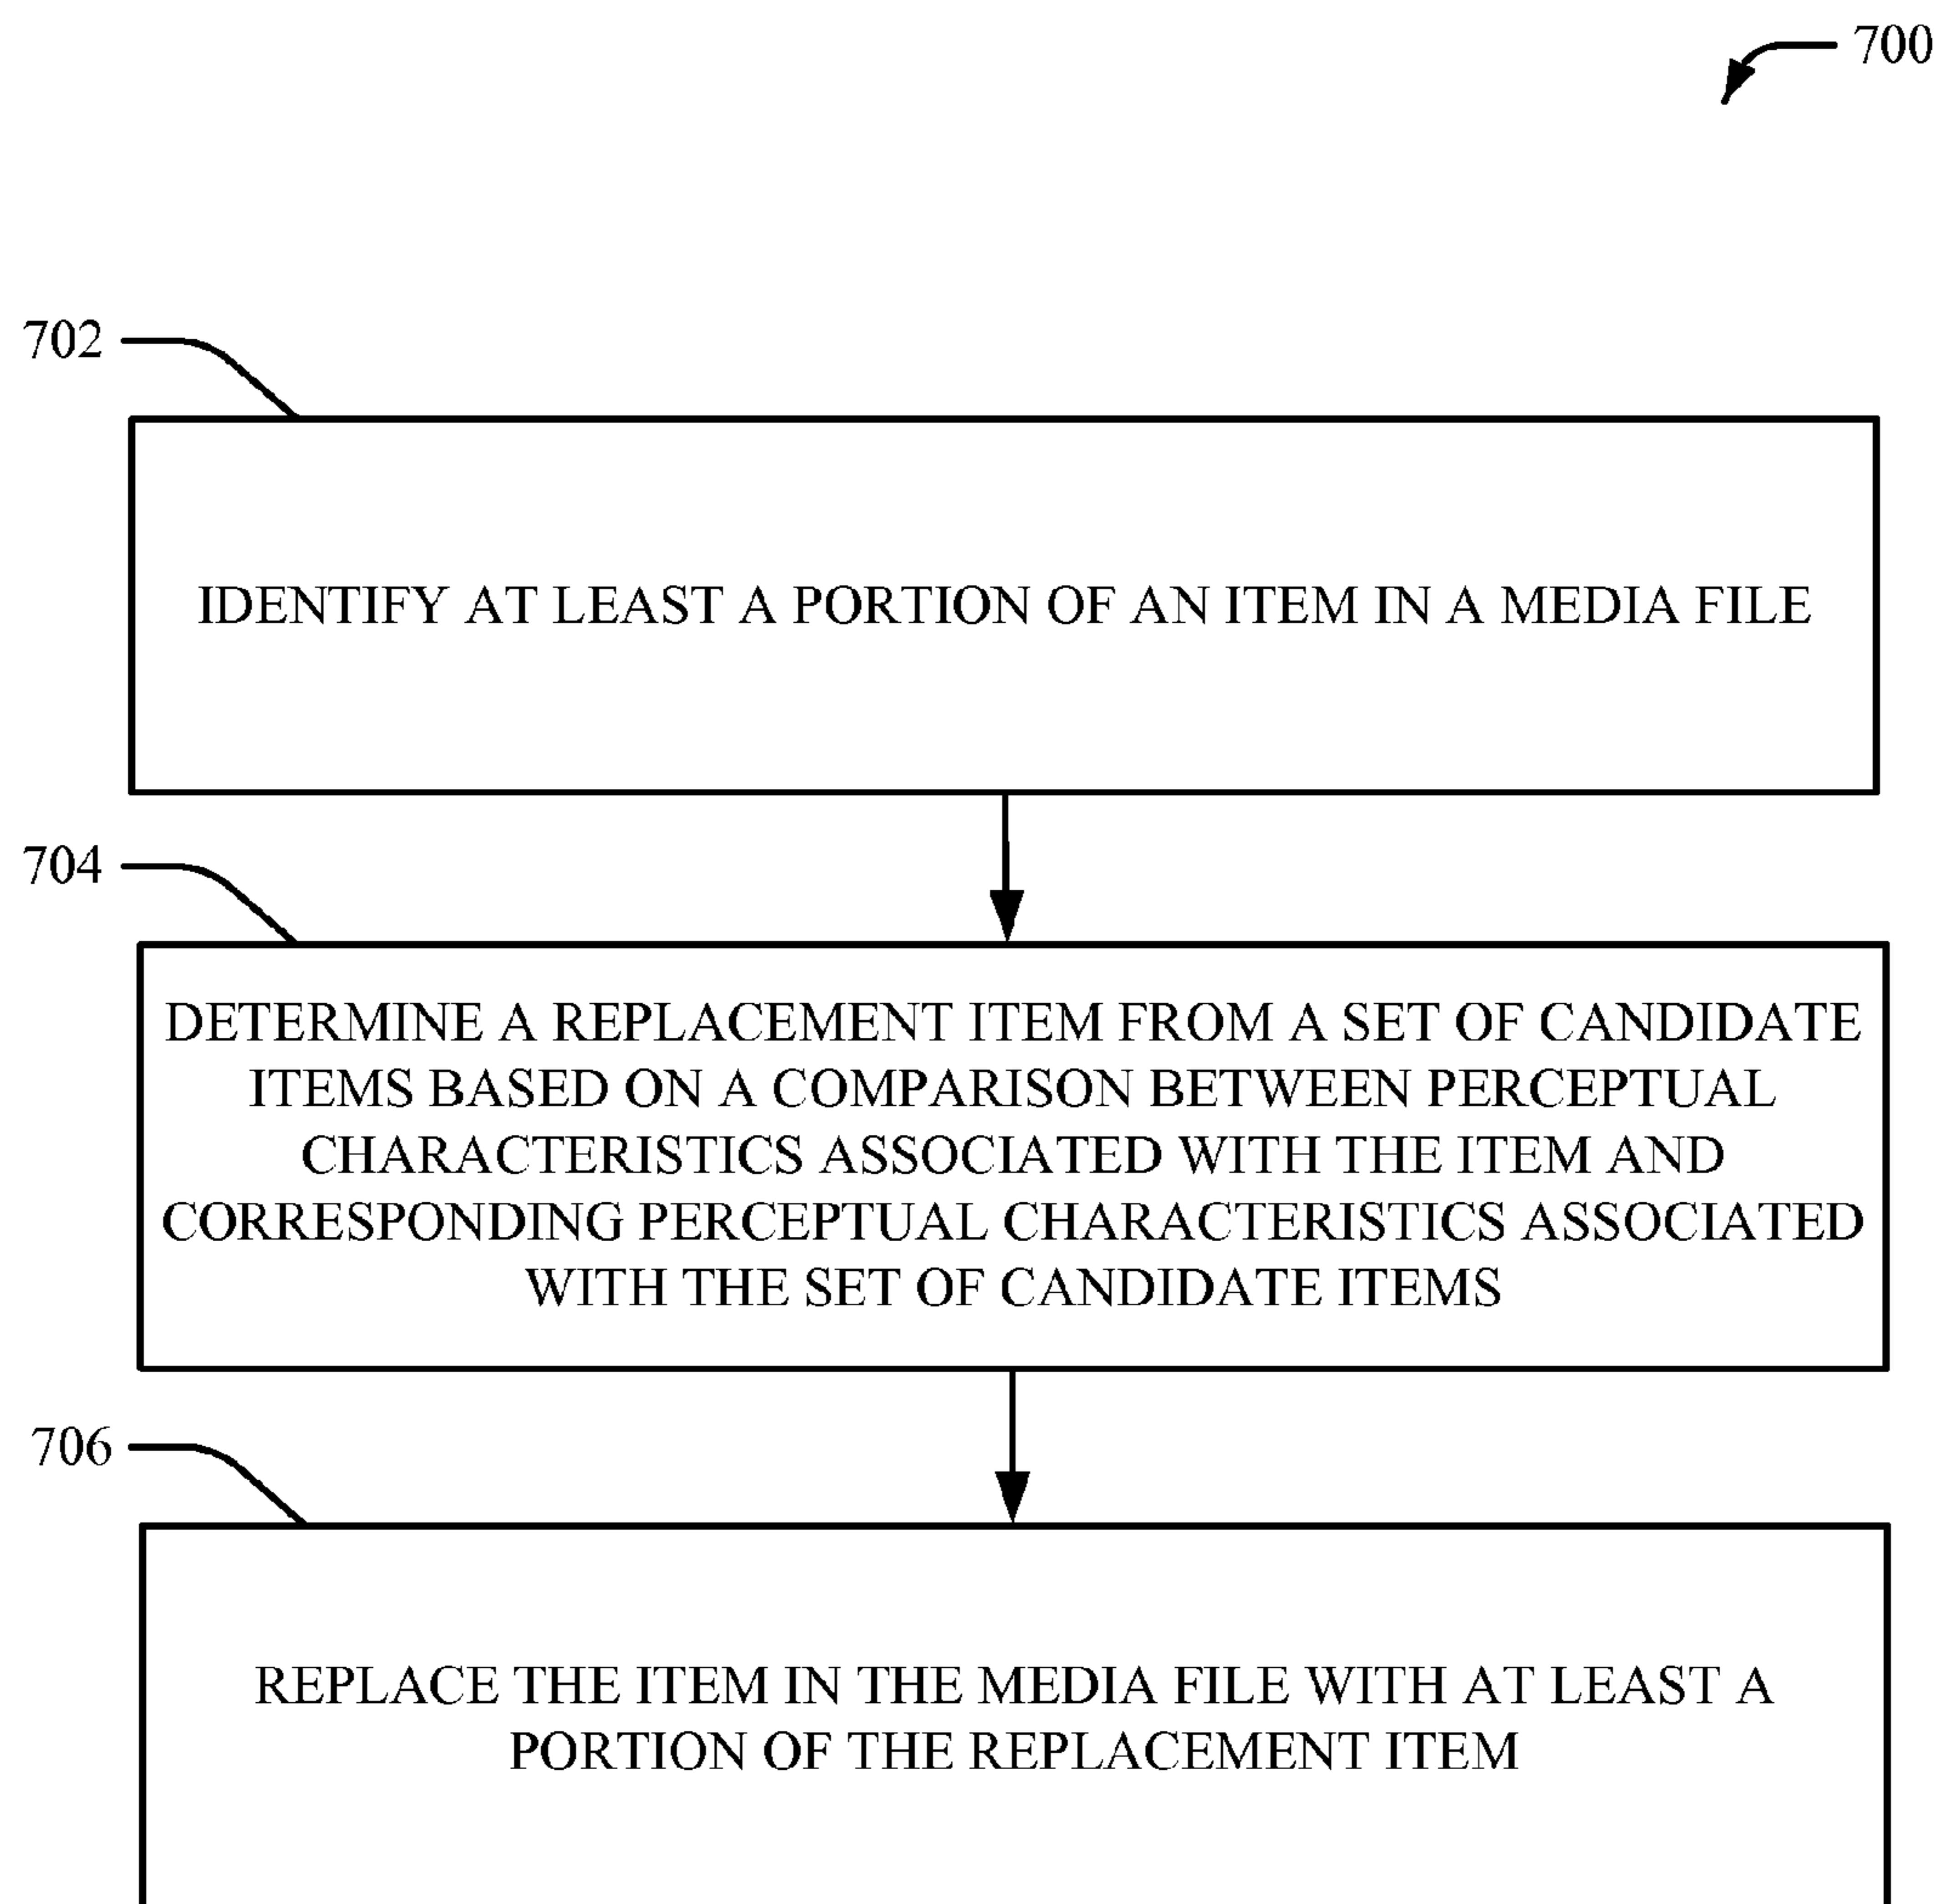 700
702
IDENTIFY AT LEAST A PORTION OF AN ITEM IN A MEDIA FILE
704
DETERMINE A REPLACEMENT ITEM FROM A SET OF CANDIDATE
ITEMS BASED ON A COMPARISON BETWEEN PERCEPTUAL
CHARACTERISTICS ASSOCIATED WITH THE ITEM AND
CORRESPONDING PERCEPTUAL CHARACTERISTICS ASSOCIATED
WITH THE SET OF CANDIDATE ITEMS
706
REPLACE THE ITEM IN THE MEDIA FILE WITH AT LEAST A
PORTION OF THE REPLACEMENT ITEM